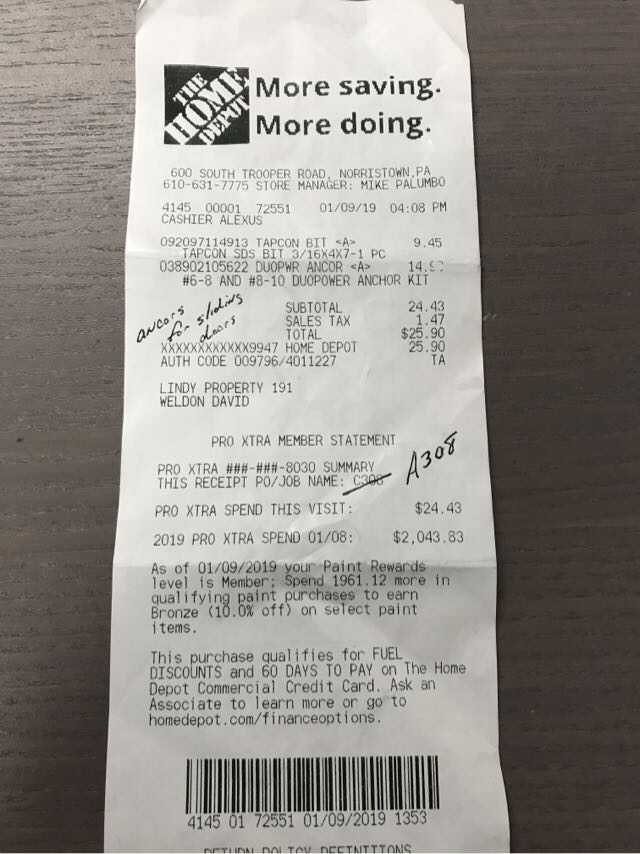 THE
HOME
DEPOT
More saving.
More doing.
600 SOUTH TROOPER ROAD, NORRISTOWN,PA
610-631-7775 STORE MANAGER: MIKE PALUMBO
4145 00001 72551 01/09/19 04:08 PM
CASHIER ALEXUS
092097114913 TAPCON BIT <A> 9.45
TAPCON SDS BIT 3/16X4X7-1 PC
038902105622 DUOPWR ANCOR <A>
#6-8 AND #8-10 DUOPOWER ANCHOR KIT
SUBTOTAL 24.43
SALES TAX 1.47
TOTAL $25.90
ancors
for sliding
doors
XXXXXXXXXXXX9947 HOME DEPOT 25.90
AUTH CODE 009796/4011227 TA
LINDY PROPERTY 191
WELDON DAVID
PRO XTRA MEMBER STATEMENT
A308
PRO XTRA ###-###-8030 SUMMARY
THIS RECEIPT PO/JOB NAME: C308
PRO XTRA SPEND THIS VISIT: $24.43
2019 PRO XTRA SPEND 01/08: $2,043.83
As of 01/09/2019 your Paint Rewards
level is Member; Spend 1961.12 more in
qualifying paint purchases to earn
Bronze (10.0% off) on select paint
items.
This purchase qualifies for FUEL
DISCOUNTS and 60 DAYS TO PAY on The Home
Depot Commercial Credit Card. Ask an
Associate to learn more or go to
homedepot.com/financeoptions.
4145 01 72551 01/09/2019 1353
RETURN POLICY DEFINITIONS